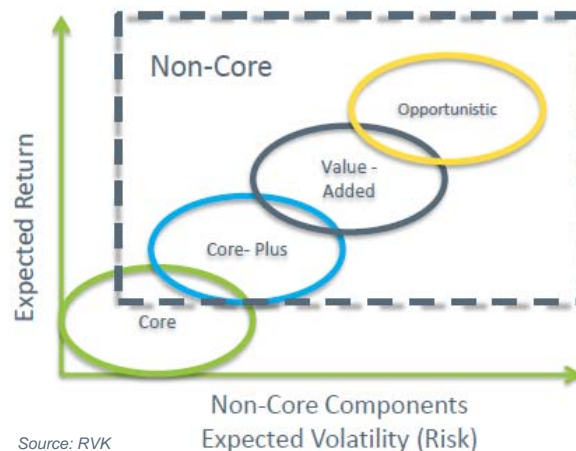 Non-Core
Opportunistic
Value -
Added
Core- Plus
Core
Expected Return
Non-Core Components
Expected Volatility (Risk)
Source: RVK